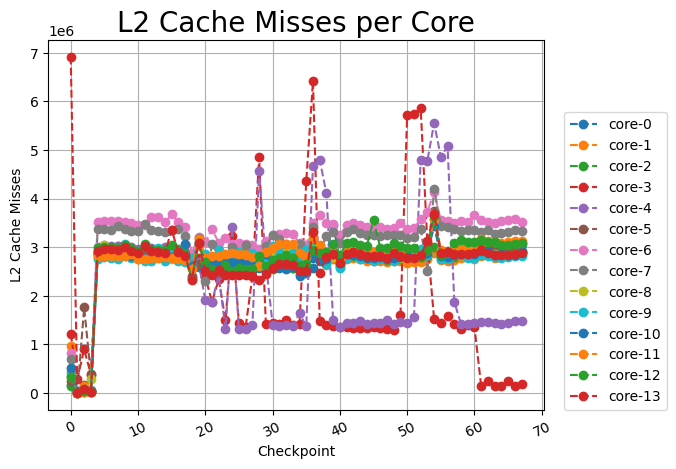 L2 Cache Misses per Core
1e6
7
6
5
4
3
2
1
0
L2 Cache Misses
0
10
20
30
40
50
60
70
Checkpoint
core-0
core-1
core-2
core-3
core-4
core-5
core-6
core-7
core-8
core-9
core-10
core-11
core-12
core-13